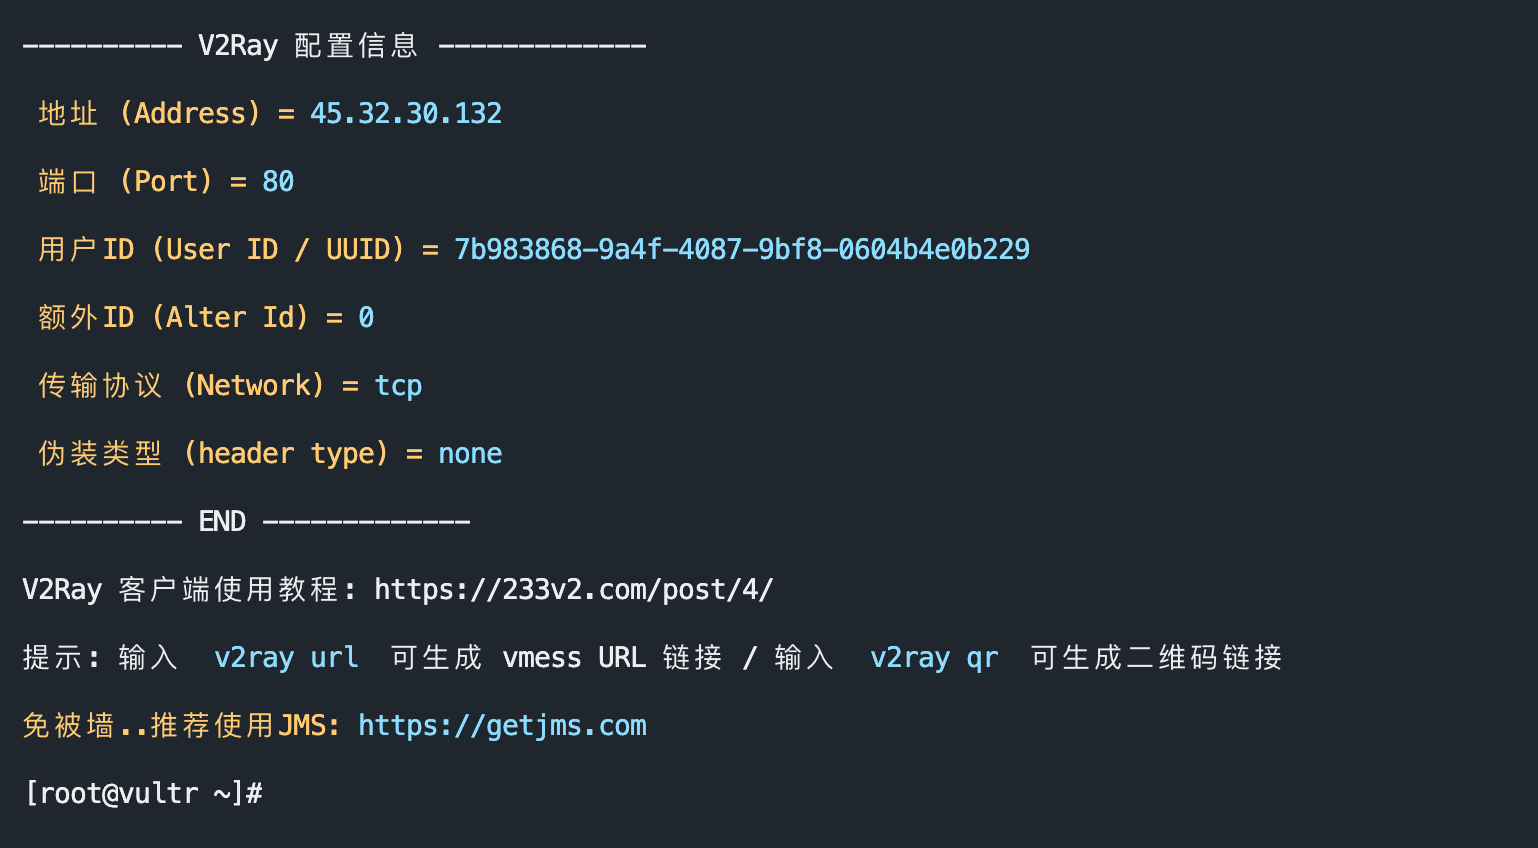 ---------- V2Ray 配置信息 -------------
地址 (Address) = 45.32.30.132
端口 (Port) = 80
用户ID (User ID / UUID) = 7b983868-9a4f-4087-9bf8-0604b4e0b229
额外ID (Alter Id) = 0
传输协议 (Network) = tcp
伪装类型 (header type) = none
---------- END -------------
V2Ray 客户端使用教程: https://233v2.com/post/4/
提示: 输入  v2ray url  可生成 vmess URL 链接 / 输入  v2ray qr  可生成二维码链接
免被墙..推荐使用JMS: https://getjms.com
[root@vultr ~]#